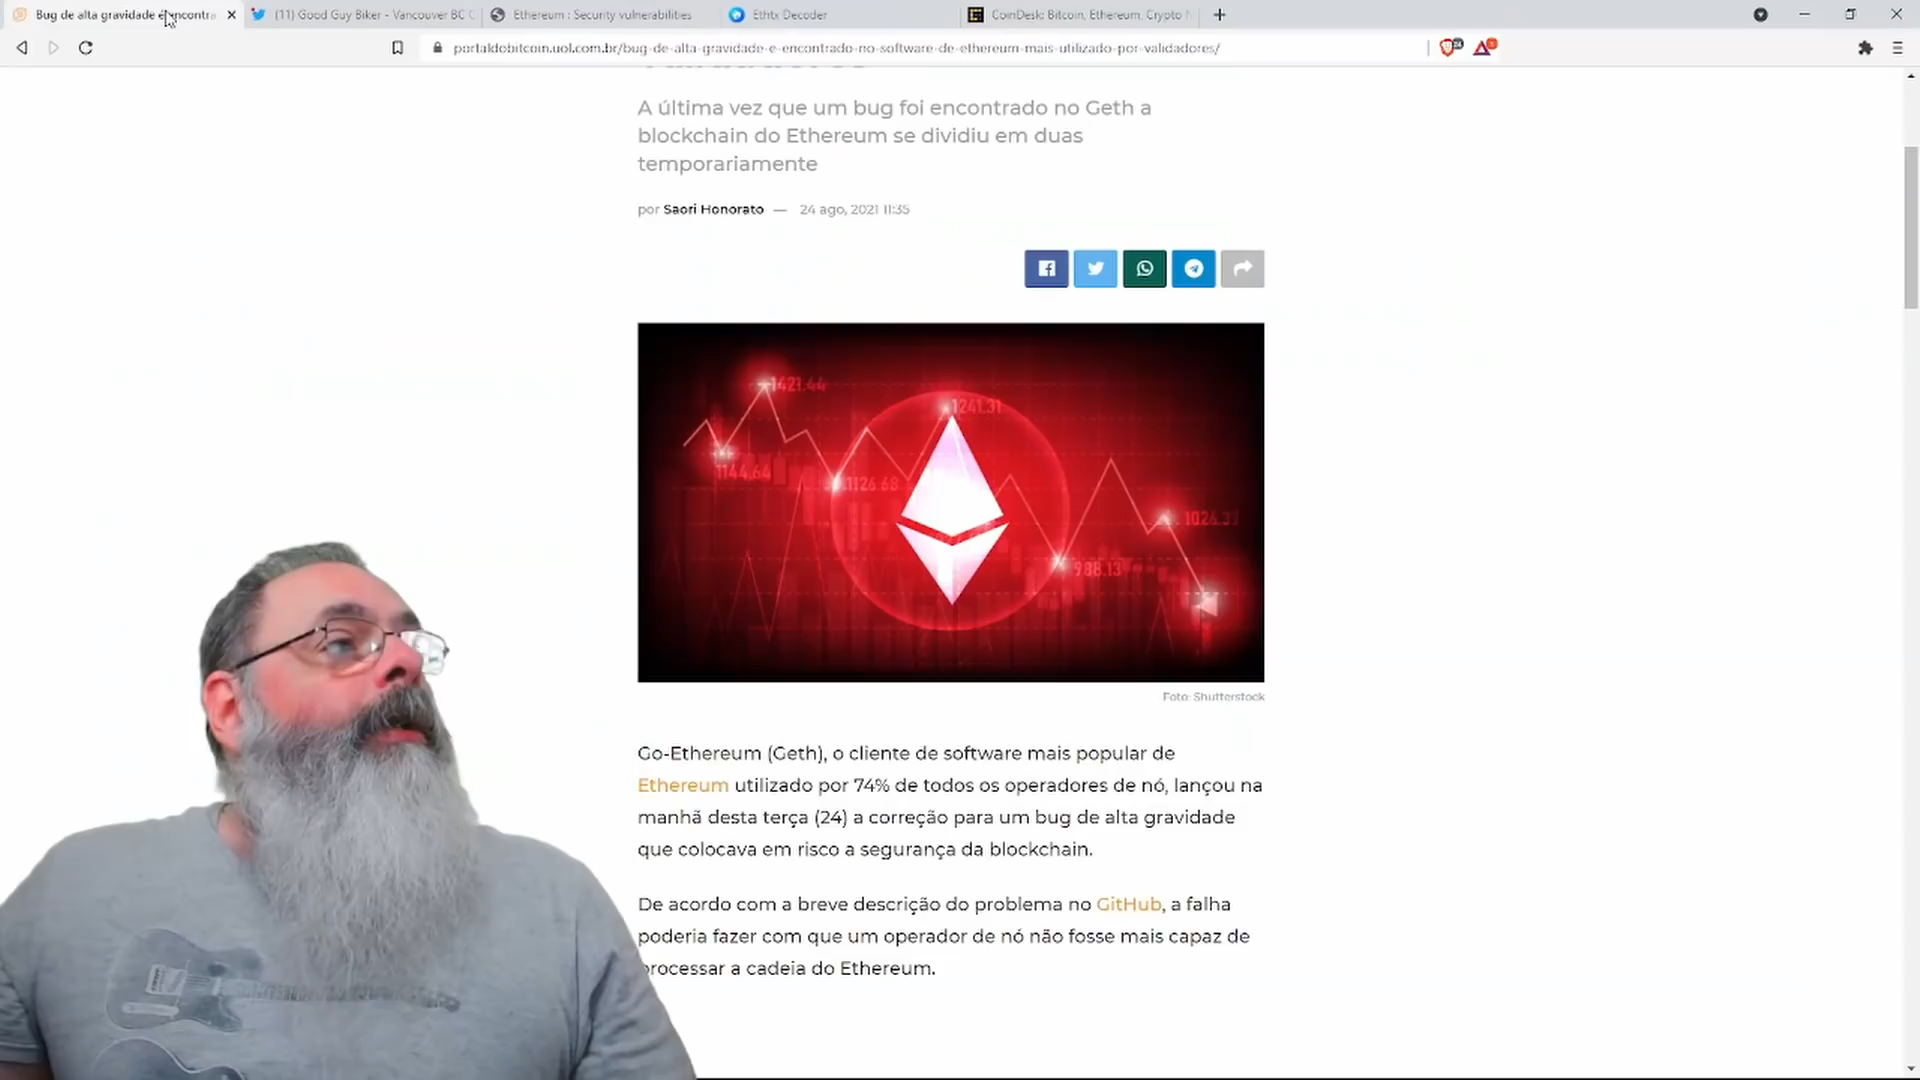 Bug de alta gravidade é encontra
(11) Good Guy Biker - Vancouver BC
Ethereum : Security vulnerabilities
Ethtx Decoder
CoinDesk: Bitcoin, Ethereum, Crypto
portaldobitcoin.uol.com.br/bug-de-alta-gravidade-e-encontrado-no-software-de-ethereum-mais-utilizado-por-validadores/
A última vez que um bug foi encontrado no Geth a
blockchain do Ethereum se dividiu em duas
temporariamente
por Saori Honorato — 24 ago, 2021 11:35
1421.44
1241.31
1144.64
1126.68
1026.37
988.13
Foto: Shutterstock
Go-Ethereum (Geth), o cliente de software mais popular de
Ethereum utilizado por 74% de todos os operadores de nó, lançou na
manhã desta terça (24) a correção para um bug de alta gravidade
que colocava em risco a segurança da blockchain.
De acordo com a breve descrição do problema no GitHub, a falha
poderia fazer com que um operador de nó não fosse mais capaz de
processar a cadeia do Ethereum.